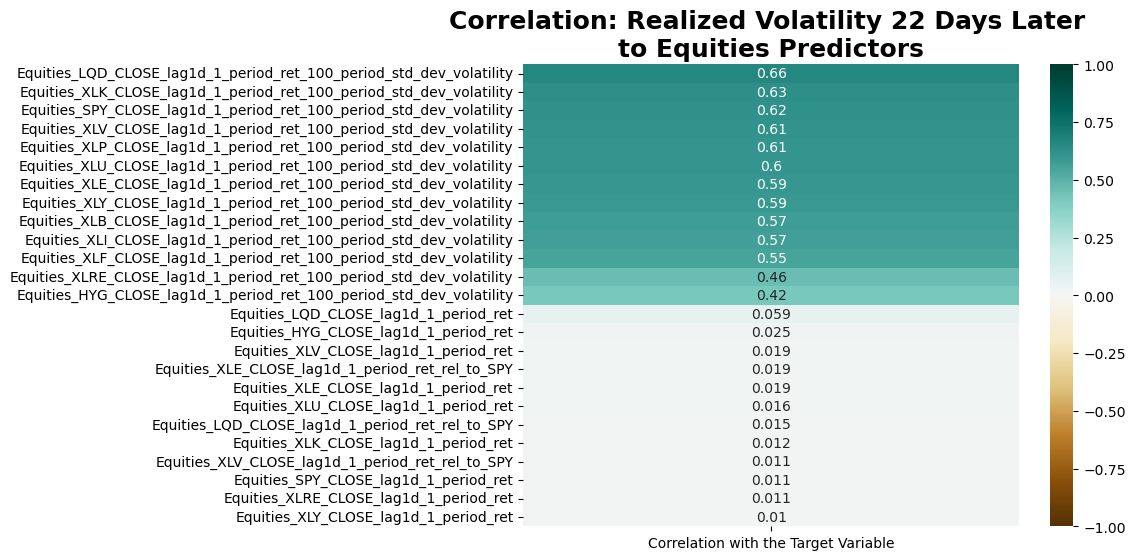 Correlation: Realized Volatility 22 Days Later
to Equities Predictors
Equities_LQD_CLOSE_lag1d_1_period_ret_100_period_std_dev_volatility 0.66
Equities_XLK_CLOSE_lag1d_1_period_ret_100_period_std_dev_volatility 0.63
Equities_SPY_CLOSE_lag1d_1_period_ret_100_period_std_dev_volatility 0.62
Equities_XLV_CLOSE_lag1d_1_period_ret_100_period_std_dev_volatility 0.61
Equities_XLP_CLOSE_lag1d_1_period_ret_100_period_std_dev_volatility 0.61
Equities_XLU_CLOSE_lag1d_1_period_ret_100_period_std_dev_volatility 0.6
Equities_XLE_CLOSE_lag1d_1_period_ret_100_period_std_dev_volatility 0.59
Equities_XLY_CLOSE_lag1d_1_period_ret_100_period_std_dev_volatility 0.59
Equities_XLB_CLOSE_lag1d_1_period_ret_100_period_std_dev_volatility 0.57
Equities_XLI_CLOSE_lag1d_1_period_ret_100_period_std_dev_volatility 0.57
Equities_XLF_CLOSE_lag1d_1_period_ret_100_period_std_dev_volatility 0.55
Equities_XLRE_CLOSE_lag1d_1_period_ret_100_period_std_dev_volatility 0.46
Equities_HYG_CLOSE_lag1d_1_period_ret_100_period_std_dev_volatility 0.42
Equities_LQD_CLOSE_lag1d_1_period_ret 0.059
Equities_HYG_CLOSE_lag1d_1_period_ret 0.025
Equities_XLV_CLOSE_lag1d_1_period_ret 0.019
Equities_XLE_CLOSE_lag1d_1_period_ret_rel_to_SPY 0.019
Equities_XLE_CLOSE_lag1d_1_period_ret 0.019
Equities_XLU_CLOSE_lag1d_1_period_ret 0.016
Equities_LQD_CLOSE_lag1d_1_period_ret_rel_to_SPY 0.015
Equities_XLK_CLOSE_lag1d_1_period_ret 0.012
Equities_XLV_CLOSE_lag1d_1_period_ret_rel_to_SPY 0.011
Equities_SPY_CLOSE_lag1d_1_period_ret 0.011
Equities_XLRE_CLOSE_lag1d_1_period_ret 0.011
Equities_XLY_CLOSE_lag1d_1_period_ret 0.01
Correlation with the Target Variable
1.00
0.75
0.50
0.25
0.00
−0.25
−0.50
−0.75
−1.00